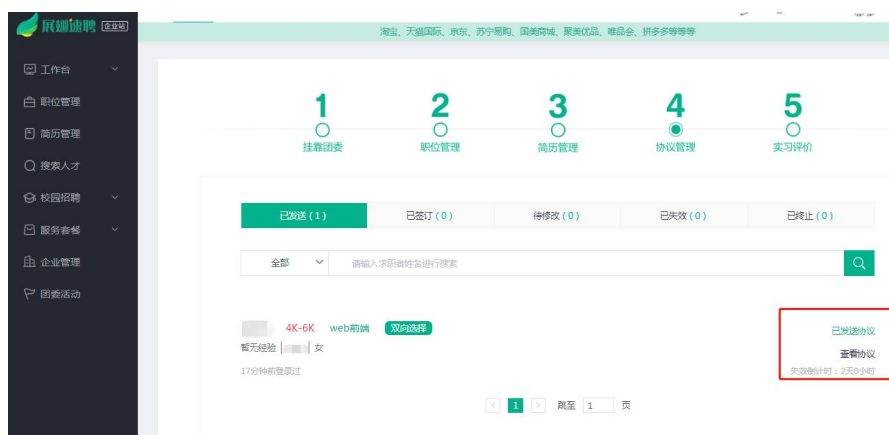 展翅速聘 企业站
淘宝、天猫国际、京东、苏宁易购、国美商城、聚美优品、唯品会、拼多多等等等
工作台
职位管理
简历管理
搜索人才
校园招聘
服务套餐
企业管理
团委活动
1 2 3 4 5
挂靠团委 职位管理 简历管理 协议管理 实习评价
已发送(1) 已签订(0) 待修改(0) 已失效(0) 已终止(0)
全部 请输入求职者姓名进行搜索
4K-6K web前端 双向选择
已发送协议
暂无经验 女
查看协议
17分钟前登录过
失效倒计时:2天0小时
1 跳至 1 页